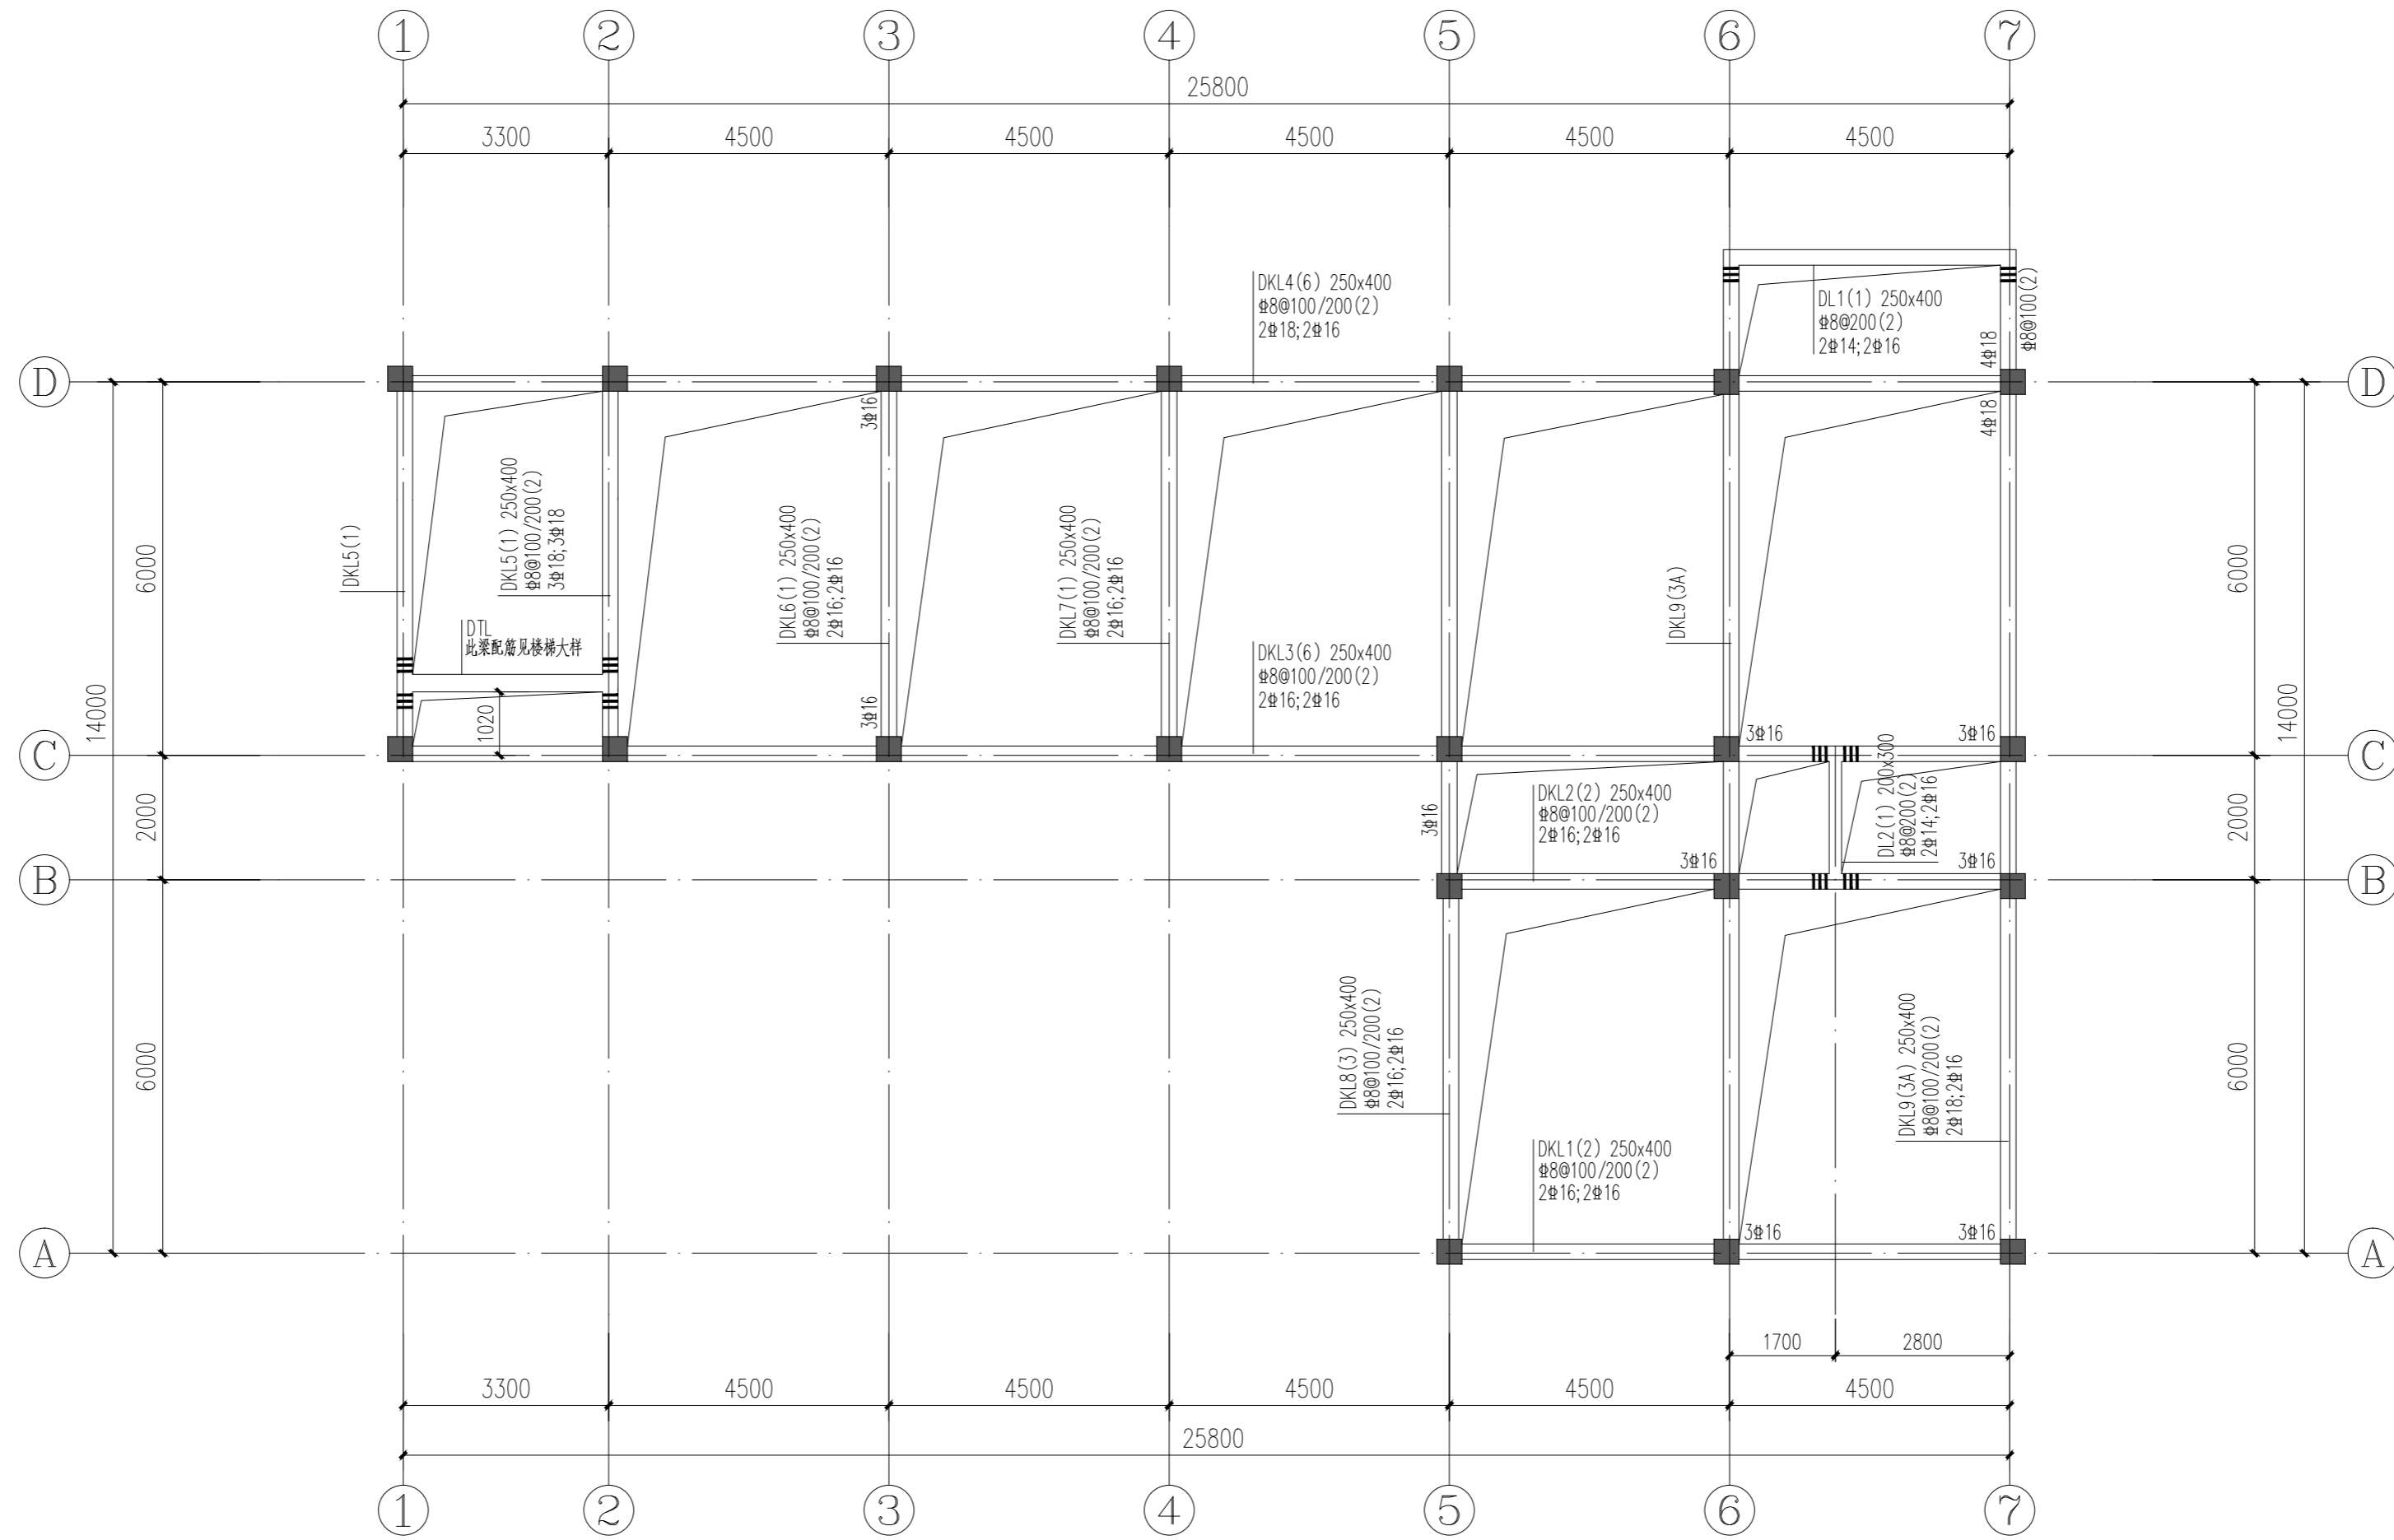 1 2 3 4 5 6 7
25800
3300 4500 4500 4500 4500 4500
DKL4(6) 250x400
Φ8@100/200(2)
2Φ18;2Φ16
DL1(1) 250x400
Φ8@200(2)
2Φ14;2Φ16
Φ8@100(2)
4Φ18
D
D
3Φ16
4Φ18
DKL5(1)
DKL5(1) 250x400
Φ8@100/200(2)
3Φ18;3Φ18
DKL6(1) 250x400
Φ8@100/200(2)
2Φ16;2Φ16
DKL7(1) 250x400
Φ8@100/200(2)
2Φ16;2Φ16
DKL9(3A)
6000
6000
DTL
此梁配筋见楼梯大样
DKL3(6) 250x400
Φ8@100/200(2)
2Φ16;2Φ16
14000
14000
1020
3Φ16
3Φ16
3Φ16
C
C
DKL2(2) 250x400
Φ8@100/200(2)
2Φ16;2Φ16
DL2(1) 200x300
Φ8@200(2)
2Φ14;2Φ16
3Φ16
2000
2000
3Φ16
3Φ16
B
B
DKL8(3) 250x400
Φ8@100/200(2)
2Φ16;2Φ16
DKL9(3A) 250x400
Φ8@100/200(2)
2Φ18;2Φ16
6000
6000
DKL1(2) 250x400
Φ8@100/200(2)
2Φ16;2Φ16
3Φ16
3Φ16
A
A
1700 2800
3300 4500 4500 4500 4500 4500
25800
1 2 3 4 5 6 7